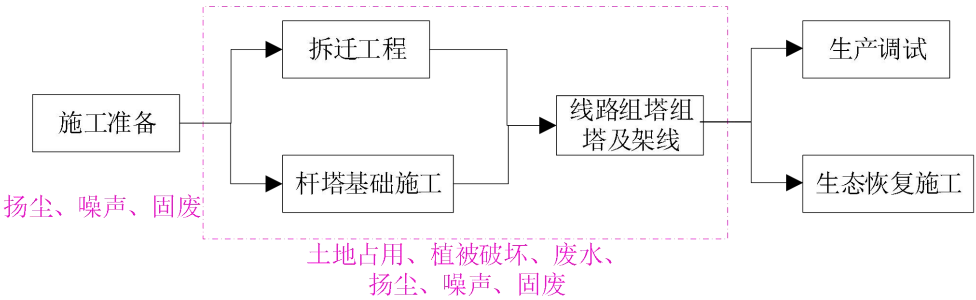 施工准备
扬尘、噪声、固废
拆迁工程
杆塔基础施工
线路组塔组
塔及架线
土地占用、植被破坏、废水、
扬尘、噪声、固废
生产调试
生态恢复施工